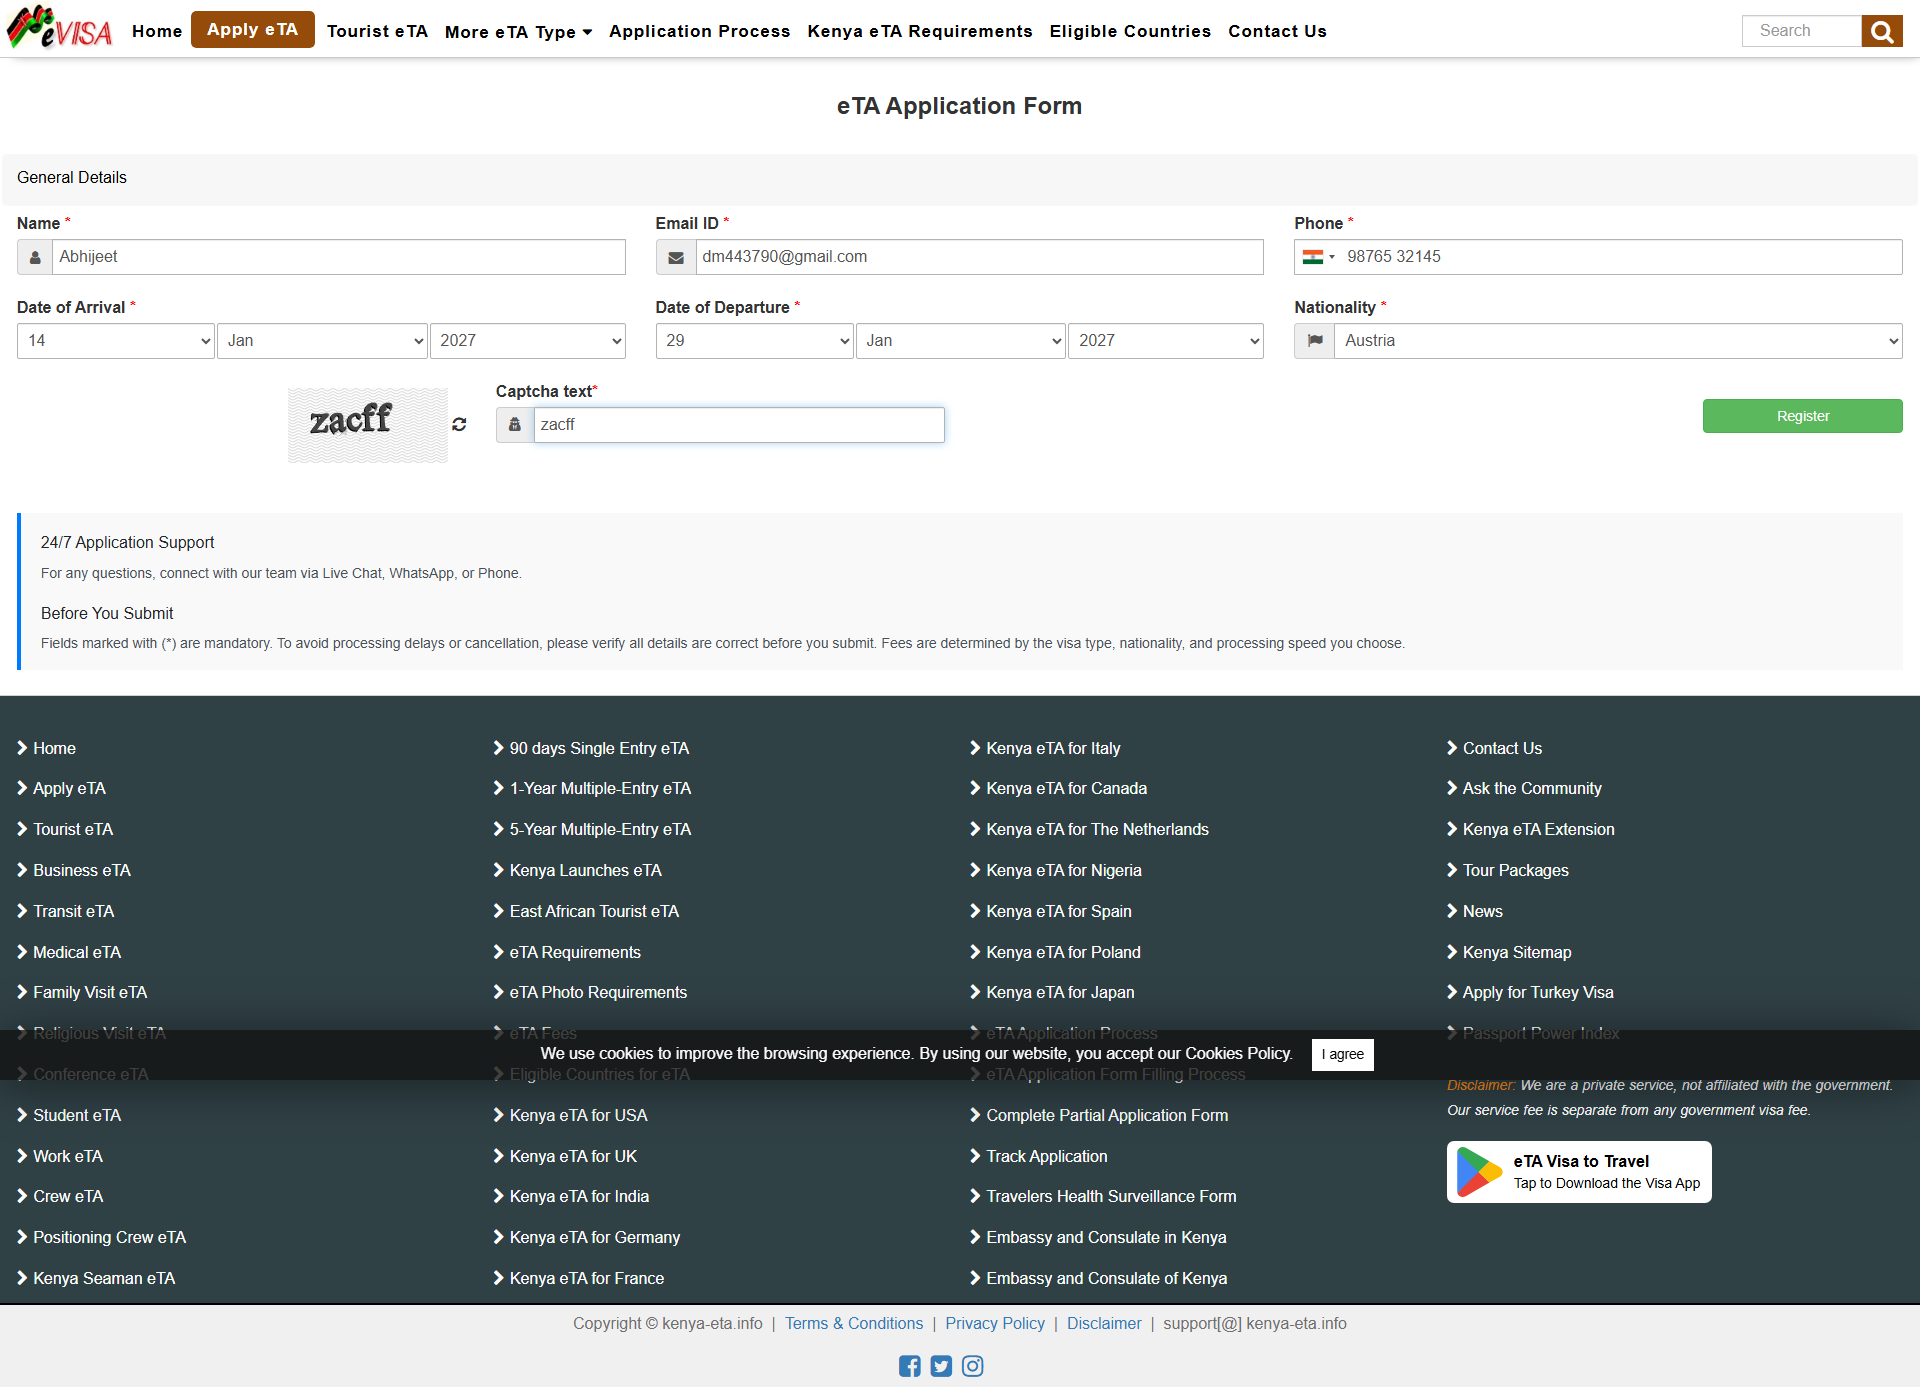 eVISA
Home
Apply eTA
Tourist eTA
More eTA Type
Application Process
Kenya eTA Requirements
Eligible Countries
Contact Us
Search
eTA Application Form
General Details
Name *
Email ID *
Phone *
Abhijeet
dm443790@gmail.com
98765 32145
Date of Arrival *
Date of Departure *
Nationality *
14 Jan 2027
29 Jan 2027
Austria
zacff
Captcha text*
zacff
Register
24/7 Application Support
For any questions, connect with our team via Live Chat, WhatsApp, or Phone.
Before You Submit
Fields marked with (*) are mandatory. To avoid processing delays or cancellation, please verify all details are correct before you submit. Fees are determined by the visa type, nationality, and processing speed you choose.
Home
Apply eTA
Tourist eTA
Business eTA
Transit eTA
Medical eTA
Family Visit eTA
Religious Visit eTA
Conference eTA
Student eTA
Work eTA
Crew eTA
Positioning Crew eTA
Kenya Seaman eTA
90 days Single Entry eTA
1-Year Multiple-Entry eTA
5-Year Multiple-Entry eTA
Kenya Launches eTA
East African Tourist eTA
eTA Requirements
eTA Photo Requirements
eTA Fees
Eligible Countries for eTA
Kenya eTA for USA
Kenya eTA for UK
Kenya eTA for India
Kenya eTA for Germany
Kenya eTA for France
Kenya eTA for Italy
Kenya eTA for Canada
Kenya eTA for The Netherlands
Kenya eTA for Nigeria
Kenya eTA for Spain
Kenya eTA for Poland
Kenya eTA for Japan
eTA Application Process
eTA Application Form Filling Process
Complete Partial Application Form
Track Application
Travelers Health Surveillance Form
Embassy and Consulate in Kenya
Embassy and Consulate of Kenya
Contact Us
Ask the Community
Kenya eTA Extension
Tour Packages
News
Kenya Sitemap
Apply for Turkey Visa
Passport Power Index
Disclaimer: We are a private service, not affiliated with the government.
Our service fee is separate from any government visa fee.
eTA Visa to Travel
Tap to Download the Visa App
We use cookies to improve the browsing experience. By using our website, you accept our Cookies Policy.
I agree
Copyright © kenya-eta.info | Terms & Conditions | Privacy Policy | Disclaimer | support[@] kenya-eta.info